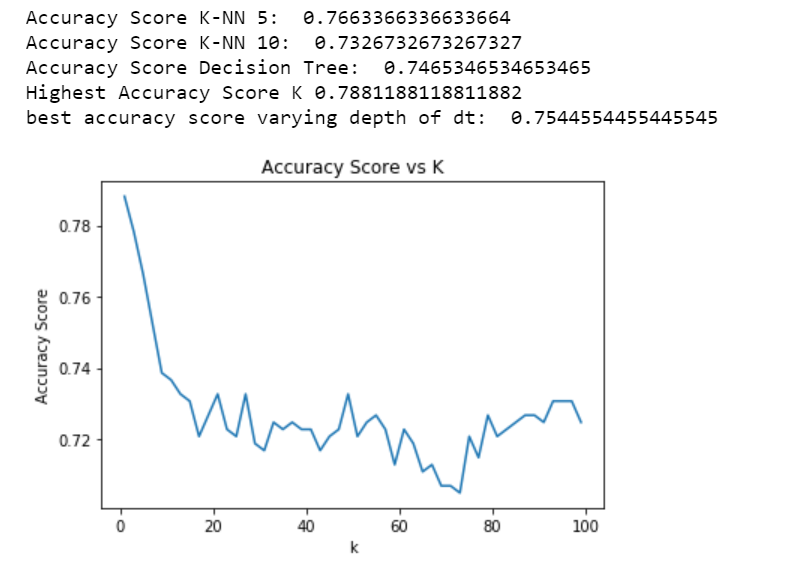 Accuracy Score K-NN 5:  0.7663366336633664
Accuracy Score K-NN 10:  0.7326732673267327
Accuracy Score Decision Tree:  0.7465346534653465
Highest Accuracy Score K 0.7881188118811882
best accuracy score varying depth of dt:  0.7544554455445545
Accuracy Score vs K
Accuracy Score
0.78
0.76
0.74
0.72
0 20 40 60 80 100
k